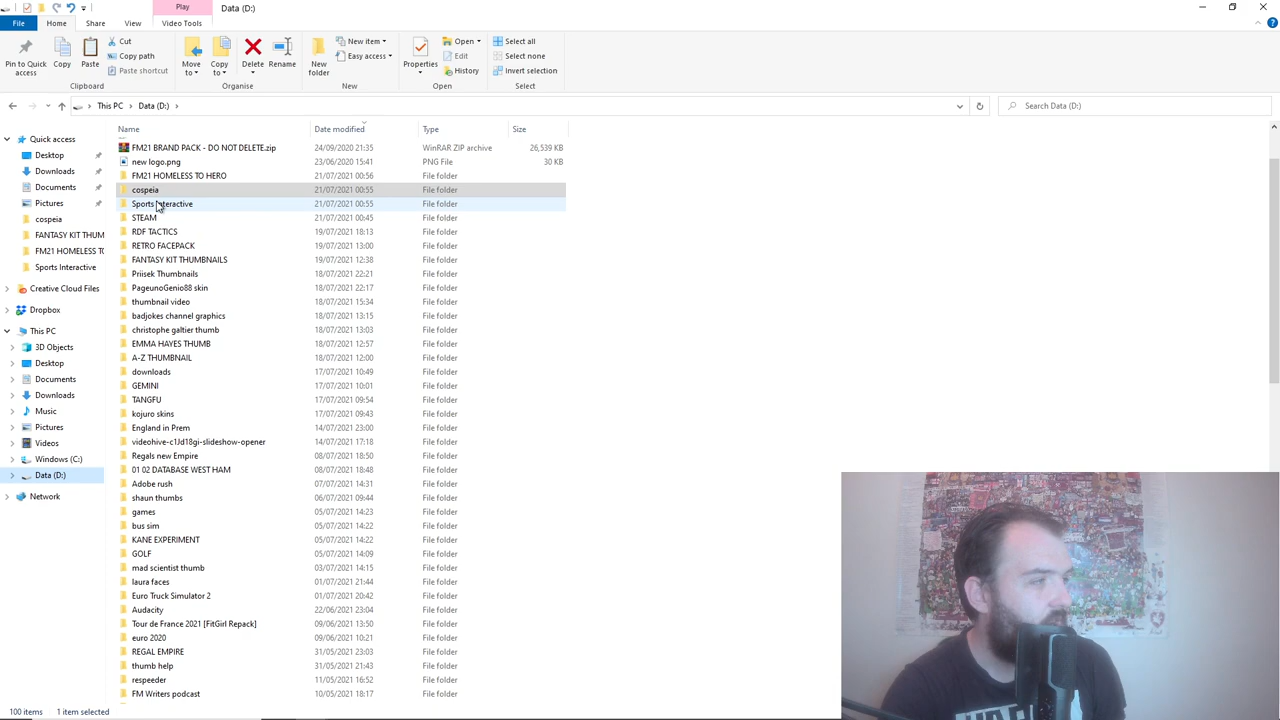 Play
Data (D:)
File
Home
Share
View
Video Tools
Pin to Quick access
Copy
Paste
Cut
Copy path
Paste shortcut
Clipboard
Move to
Copy to
Delete
Rename
Organise
New folder
New item
Easy access
New
Properties
Open
Edit
History
Open
Select all
Select none
Invert selection
Select
This PC > Data (D:) >
Search Data (D:)
Name Date modified Type Size
FM21 BRAND PACK - DO NOT DELETE.zip 24/09/2020 21:35 WinRAR ZIP archive 26,539 KB
new logo.png 23/06/2020 15:41 PNG File 30 KB
FM21 HOMELESS TO HERO 21/07/2021 00:56 File folder
cospeia 21/07/2021 00:55 File folder
Sports Interactive 21/07/2021 00:55 File folder
STEAM 21/07/2021 00:45 File folder
RDF TACTICS 19/07/2021 18:13 File folder
RETRO FACEPACK 19/07/2021 13:00 File folder
FANTASY KIT THUMBNAILS 19/07/2021 12:38 File folder
Priisek Thumbnails 18/07/2021 22:21 File folder
PageunoGenio88 skin 18/07/2021 22:17 File folder
thumbnail video 18/07/2021 15:34 File folder
badjokes channel graphics 18/07/2021 13:15 File folder
christophe galtier thumb 18/07/2021 13:03 File folder
EMMA HAYES THUMB 18/07/2021 12:57 File folder
A-Z THUMBNAIL 18/07/2021 12:00 File folder
downloads 17/07/2021 10:49 File folder
GEMINI 17/07/2021 10:01 File folder
TANGFU 17/07/2021 09:54 File folder
kojuro skins 17/07/2021 09:43 File folder
England in Prem 14/07/2021 23:00 File folder
videohive-c1Jd18gi-slideshow-opener 14/07/2021 17:18 File folder
Regals new Empire 08/07/2021 18:50 File folder
01 02 DATABASE WEST HAM 08/07/2021 18:48 File folder
Adobe rush 07/07/2021 14:31 File folder
shaun thumbs 06/07/2021 09:44 File folder
games 05/07/2021 14:23 File folder
bus sim 05/07/2021 14:22 File folder
KANE EXPERIMENT 05/07/2021 14:22 File folder
GOLF 05/07/2021 14:09 File folder
mad scientist thumb 03/07/2021 14:15 File folder
laura faces 01/07/2021 21:44 File folder
Euro Truck Simulator 2 01/07/2021 20:42 File folder
Audacity 22/06/2021 23:04 File folder
Tour de France 2021 [FitGirl Repack] 09/06/2021 13:50 File folder
euro 2020 09/06/2021 10:21 File folder
REGAL EMPIRE 31/05/2021 23:03 File folder
thumb help 31/05/2021 21:43 File folder
respeeder 11/05/2021 16:52 File folder
FM Writers podcast 10/05/2021 18:17 File folder
Quick access
Desktop
Downloads
Documents
Pictures
cospeia
FANTASY KIT THUM
FM21 HOMELESS TO
Sports Interactive
Creative Cloud Files
Dropbox
This PC
3D Objects
Desktop
Documents
Downloads
Music
Pictures
Videos
Windows (C:)
Data (D:)
Network
100 items 1 item selected